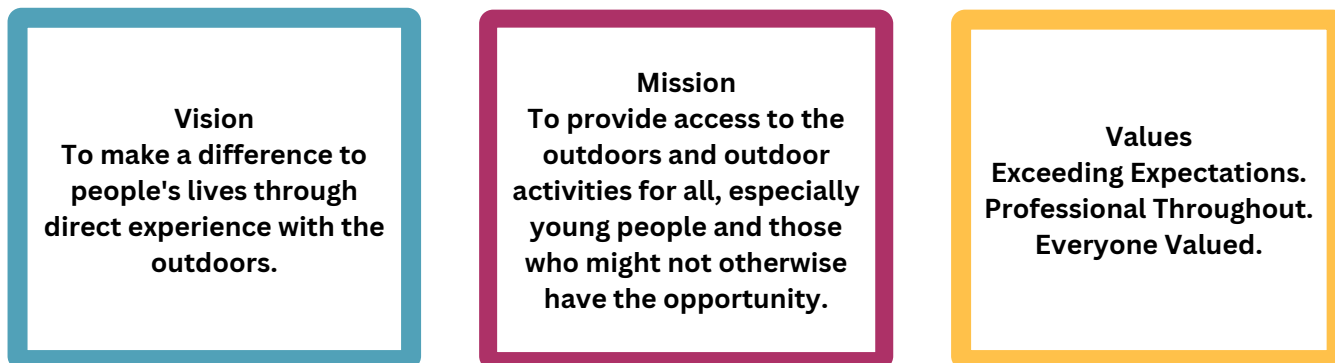 Vision
To make a difference to
people's lives through
direct experience with the
outdoors.
Mission
To provide access to the
outdoors and outdoor
activities for all, especially
young people and those
who might not otherwise
have the opportunity.
Values
Exceeding Expectations.
Professional Throughout.
Everyone Valued.